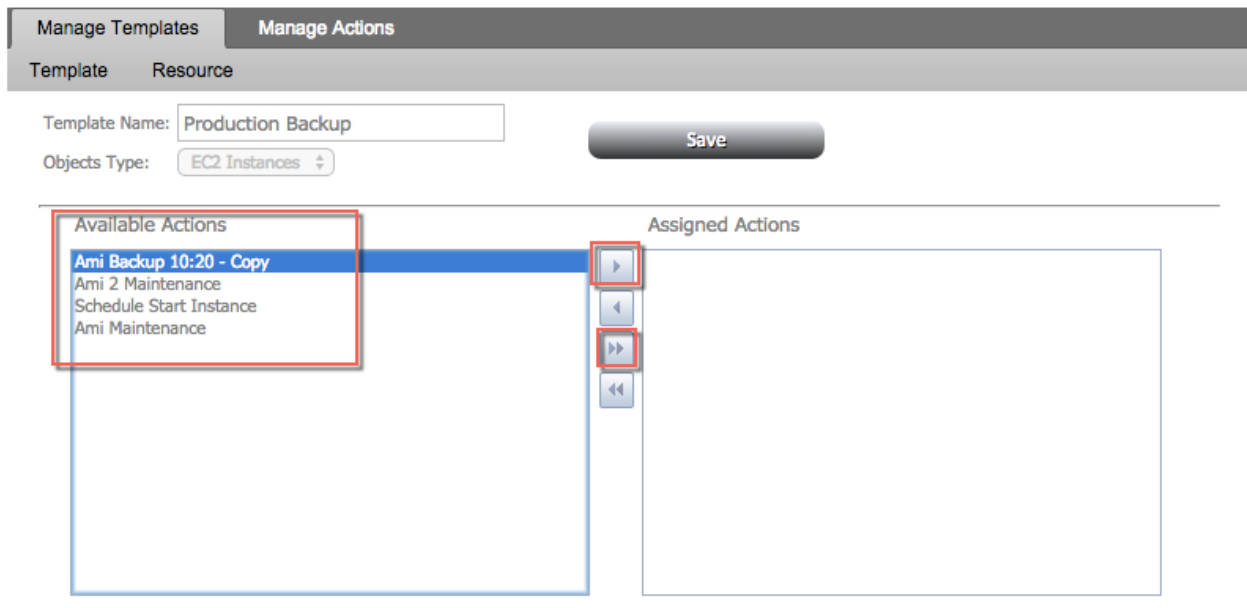 Manage Templates Manage Actions
Template Resource
Template Name: Production Backup
Save
Objects Type: EC2 Instances
Available Actions
Assigned Actions
Ami Backup 10:20 - Copy
Ami 2 Maintenance
Schedule Start Instance
Ami Maintenance